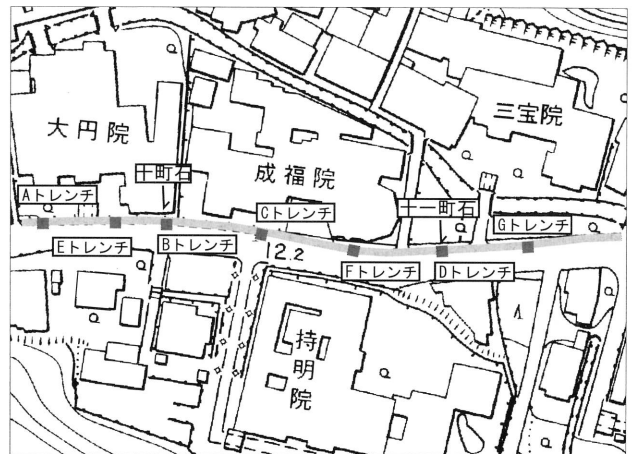 三宝院
大円院
成福院
十町石
十一町石
Aトレンチ
Cトレンチ
Gトレンチ
Eトレンチ
Bトレンチ
12.2
Fトレンチ
Dトレンチ
持明院